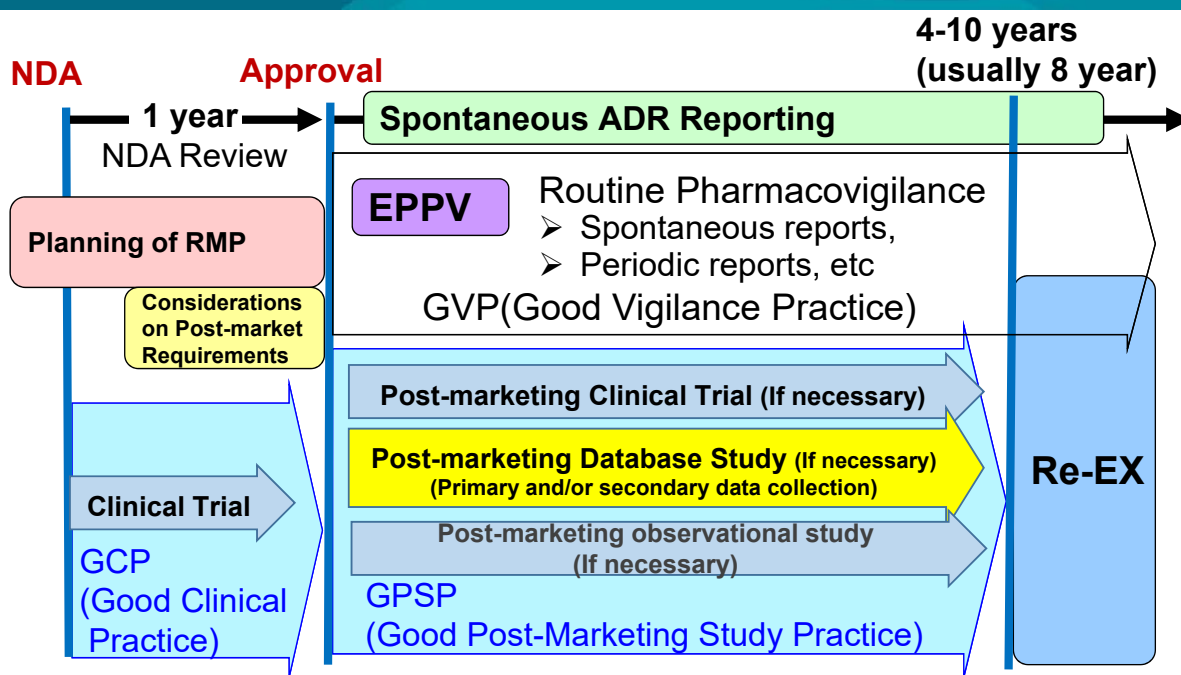 4-10 years
(usually 8 year)
NDA
Approval
1 year
NDA Review
Spontaneous ADR Reporting
EPPV
Routine Pharmacovigilance
➢ Spontaneous reports,
➢ Periodic reports, etc
GVP(Good Vigilance Practice)
Planning of RMP
Considerations
on Post-market
Requirements
Post-marketing Clinical Trial (If necessary)
Post-marketing Database Study (If necessary)
(Primary and/or secondary data collection)
Post-marketing observational study
(If necessary)
Re-EX
Clinical Trial
GCP
(Good Clinical
Practice)
GPSP
(Good Post-Marketing Study Practice)